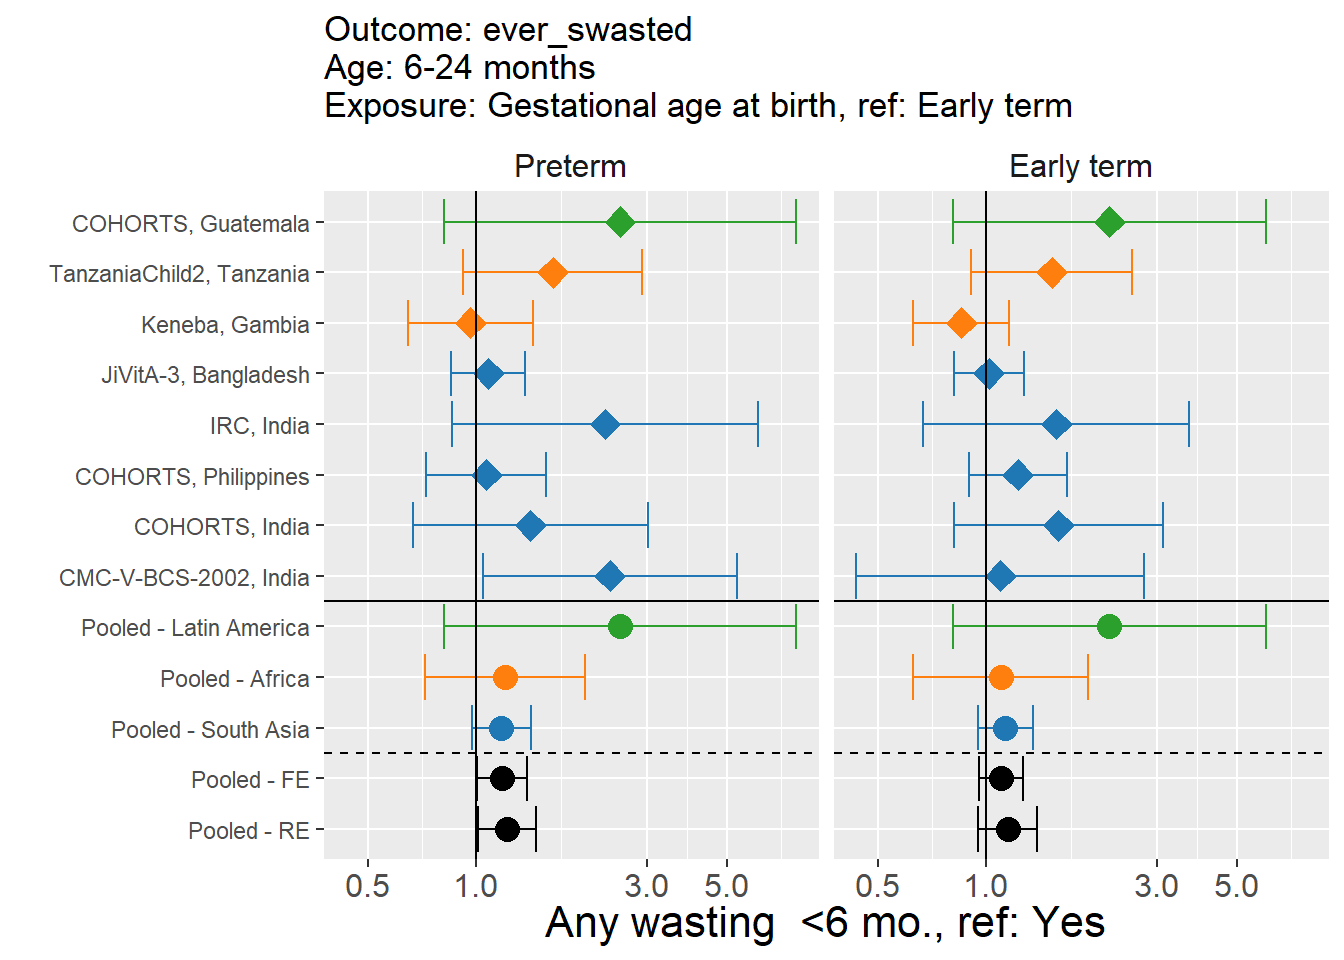 Outcome: ever_swasted
Age: 6-24 months
Exposure: Gestational age at birth, ref: Early term
Preterm
Early term
COHORTS, Guatemala
TanzaniaChild2, Tanzania
Keneba, Gambia
JiVitA-3, Bangladesh
IRC, India
COHORTS, Philippines
COHORTS, India
CMC-V-BCS-2002, India
Pooled - Latin America
Pooled - Africa
Pooled - South Asia
Pooled - FE
Pooled - RE
0.5 1.0 3.0 5.0
0.5 1.0 3.0 5.0
Any wasting  <6 mo., ref: Yes